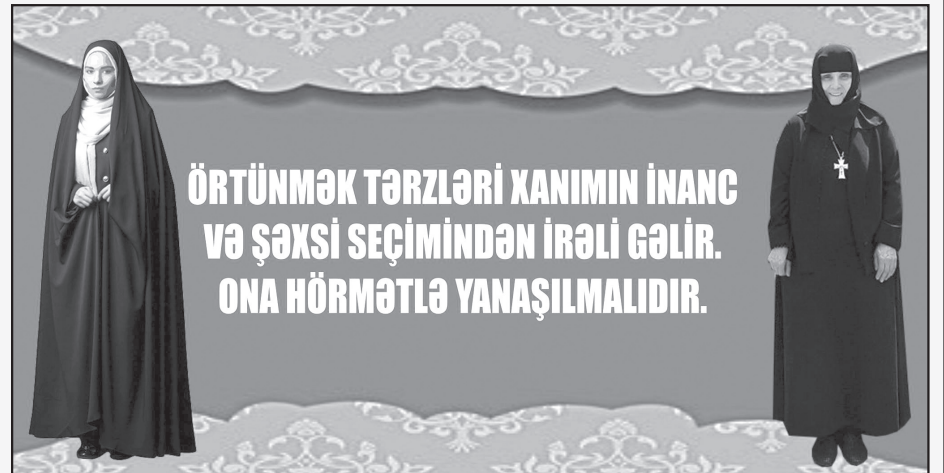 ÖRTÜNMƏK TƏRZLƏRİ XANIMIN İNANC
VƏ ŞƏXSİ SEÇİMİNDƏN İRƏLİ GƏLİR.
ONA HÖRMƏTLƏ YANAŞILMALIDIR.